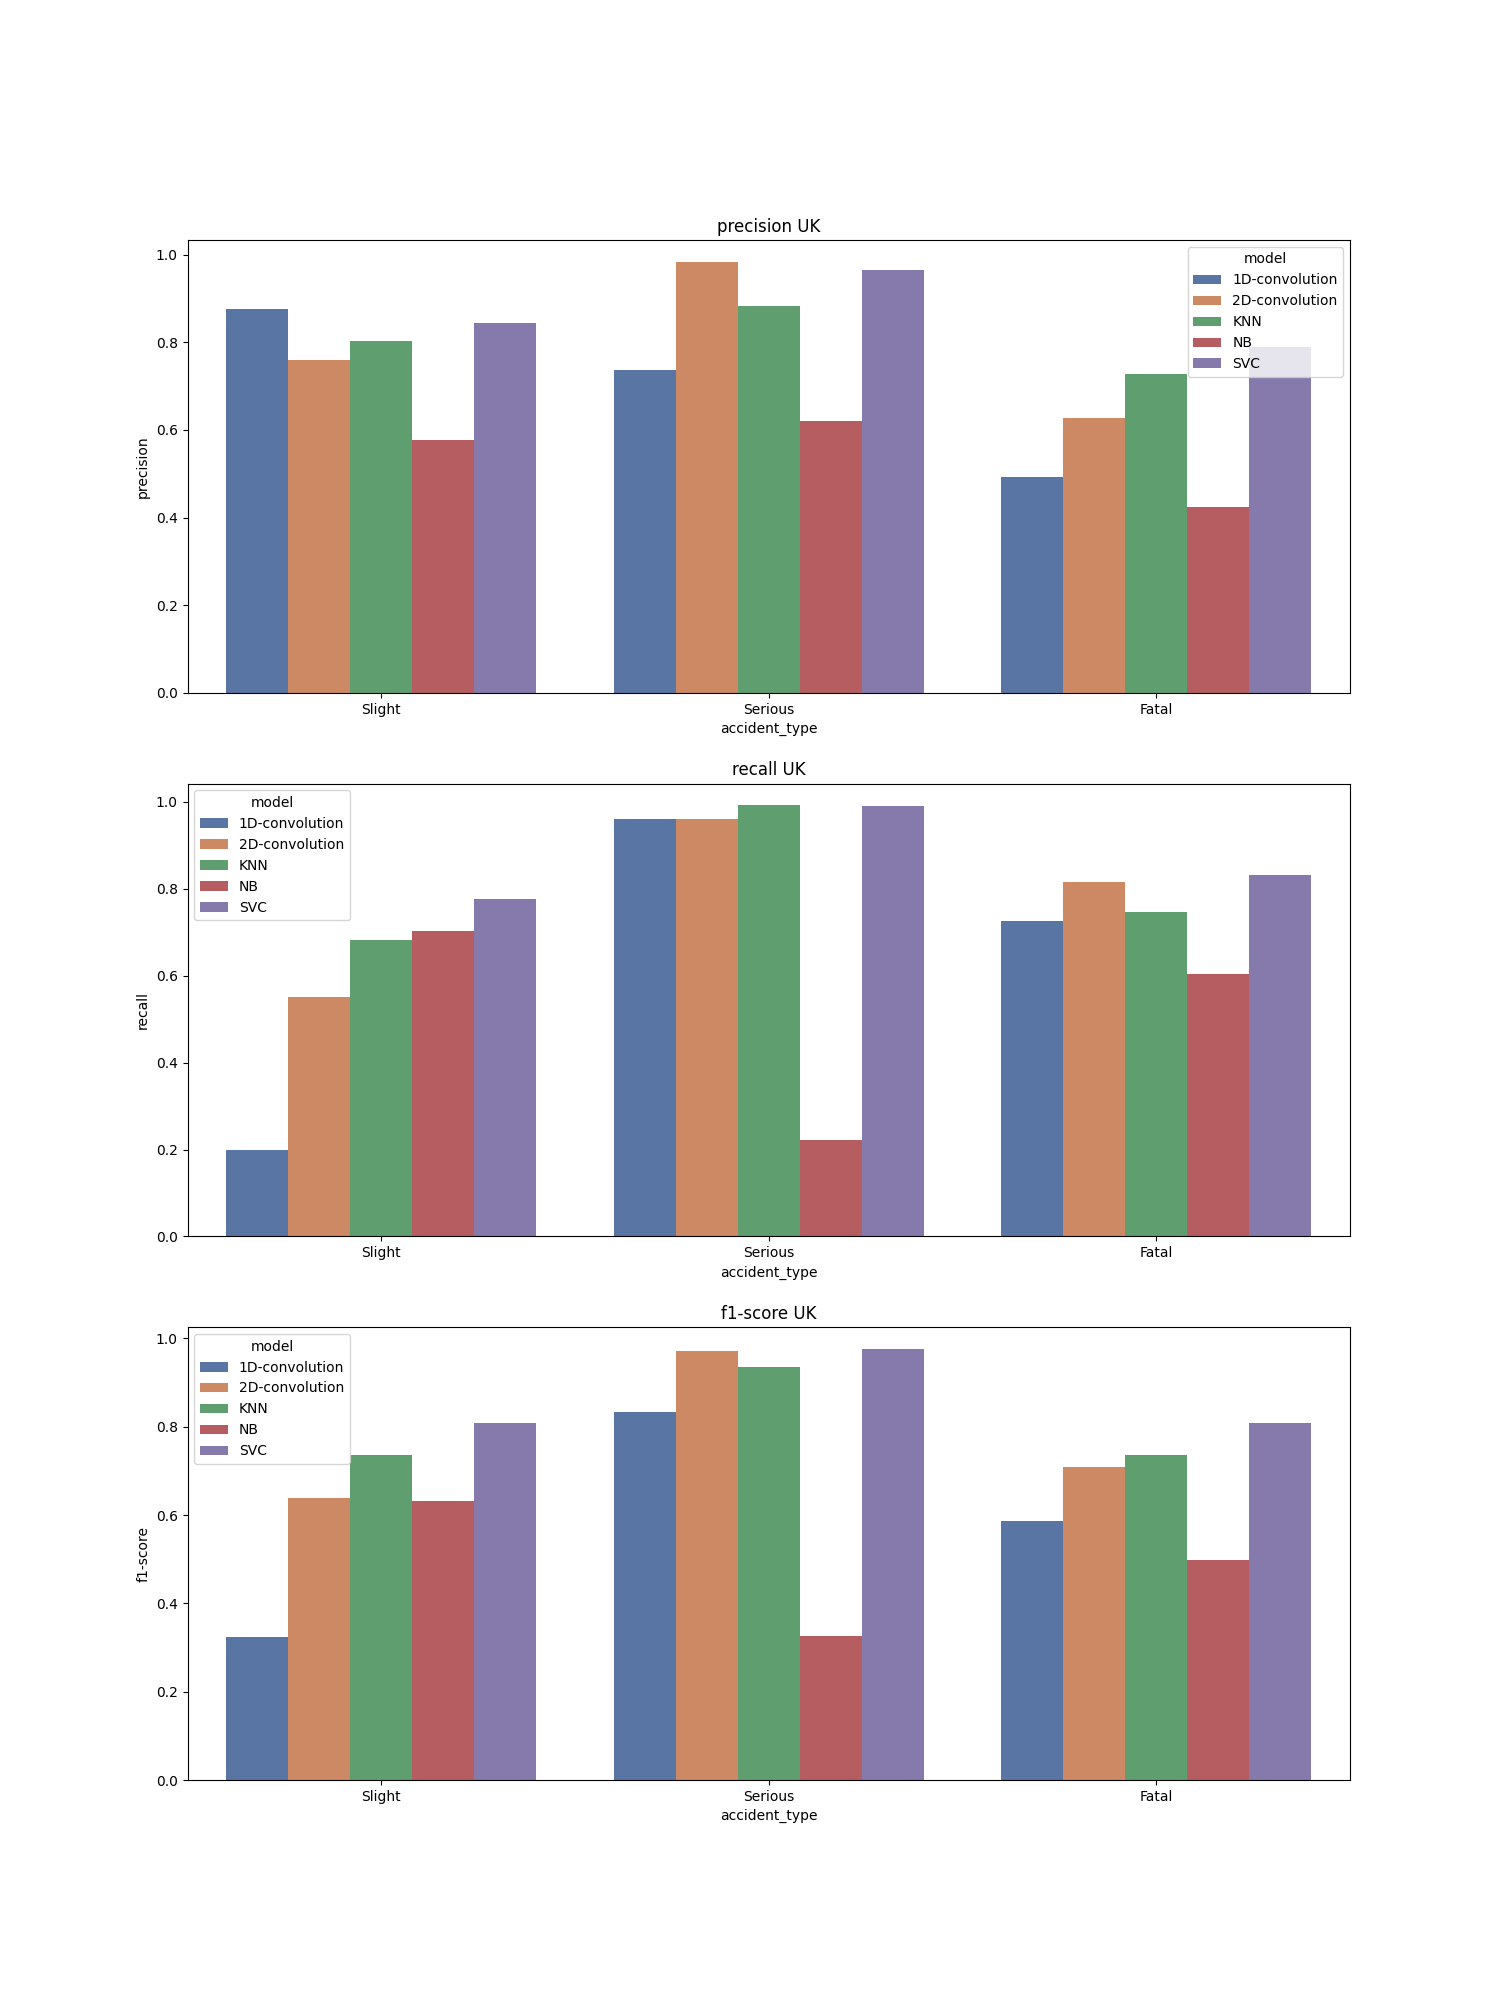 precision UK
1.0
0.8
0.6
0.4
0.2
0.0
precision
model
1D-convolution
2D-convolution
KNN
NB
SVC
Slight Serious Fatal
accident_type
recall UK
1.0
0.8
0.6
0.4
0.2
0.0
recall
model
1D-convolution
2D-convolution
KNN
NB
SVC
Slight Serious Fatal
accident_type
f1-score UK
1.0
0.8
0.6
0.4
0.2
0.0
f1-score
model
1D-convolution
2D-convolution
KNN
NB
SVC
Slight Serious Fatal
accident_type